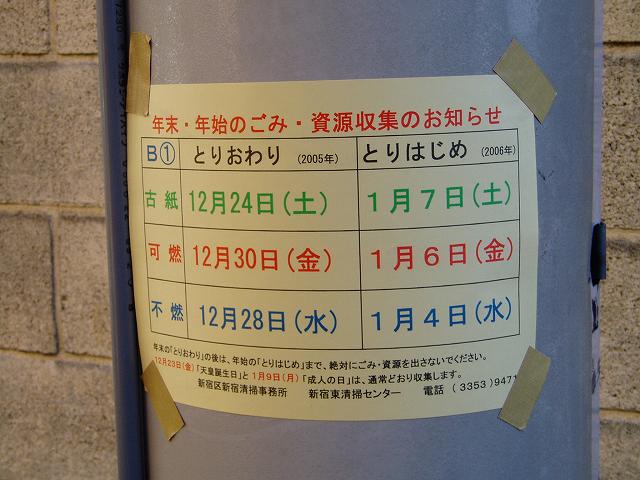 年末・年始のごみ・資源収集のお知らせ
B① とりおわり (2005年) とりはじめ (2006年)
古紙 12月24日(土) 1月7日(土)
可燃 12月30日(金) 1月6日(金)
不燃 12月28日(水) 1月4日(水)
年末の「とりおわり」の後は、年始の「とりはじめ」まで、絶対にごみ・資源を出さないでください。
12月23日(金)「天皇誕生日」と1月9日(月)「成人の日」は、通常どおり収集します。
新宿区新宿清掃事務所 新宿東清掃センター 電話 (3353)9471